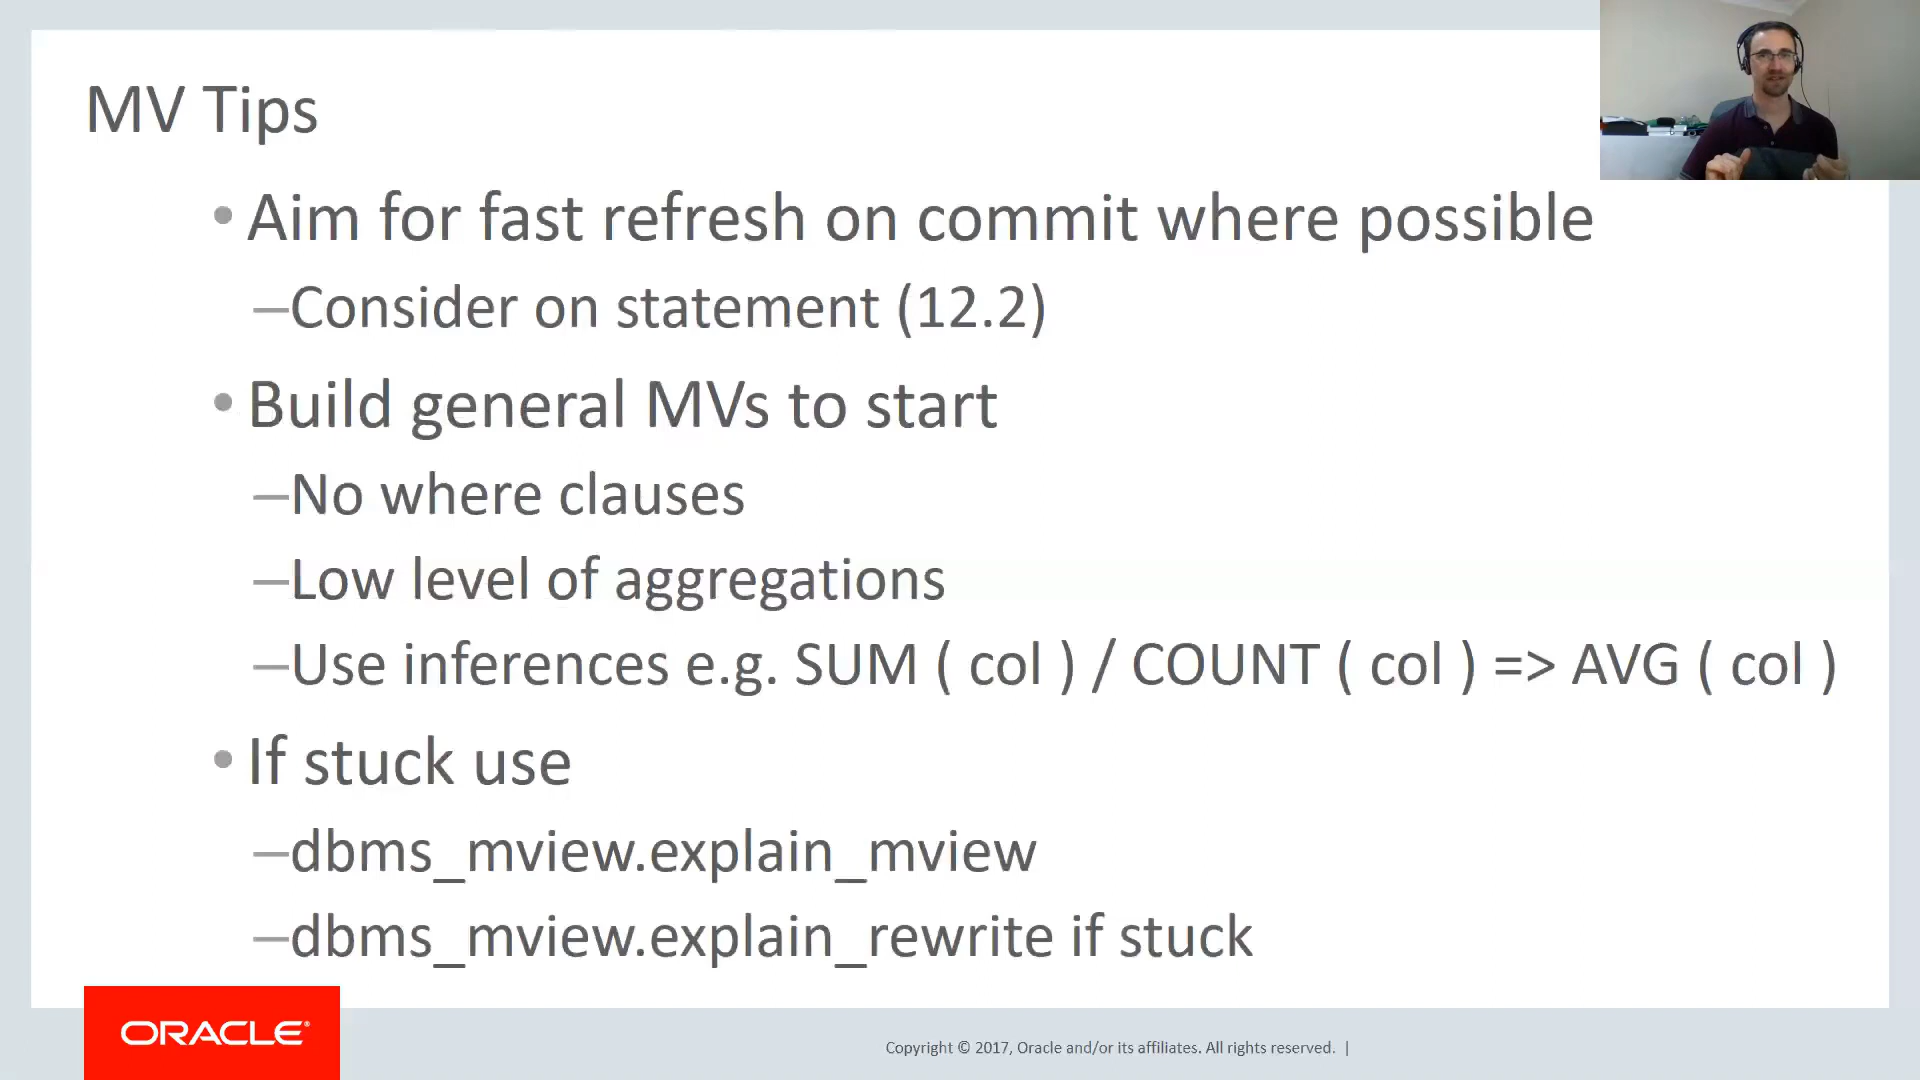 MV Tips
• Aim for fast refresh on commit where possible
–Consider on statement (12.2)
• Build general MVs to start
–No where clauses
–Low level of aggregations
–Use inferences e.g. SUM ( col ) / COUNT ( col ) => AVG ( col )
• If stuck use
–dbms_mview.explain_mview
–dbms_mview.explain_rewrite if stuck
ORACLE®
Copyright © 2017, Oracle and/or its affiliates. All rights reserved. |